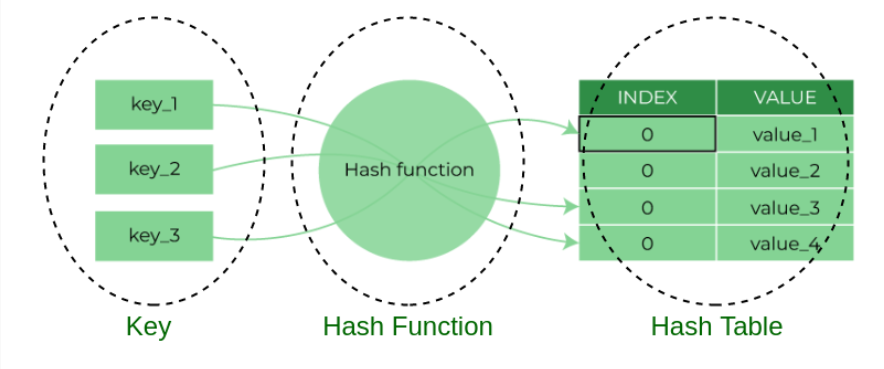 key_1
key_2
key_3
Hash function
INDEX VALUE
0 value_1
0 value_2
0 value_3
0 value_4
Key Hash Function Hash Table